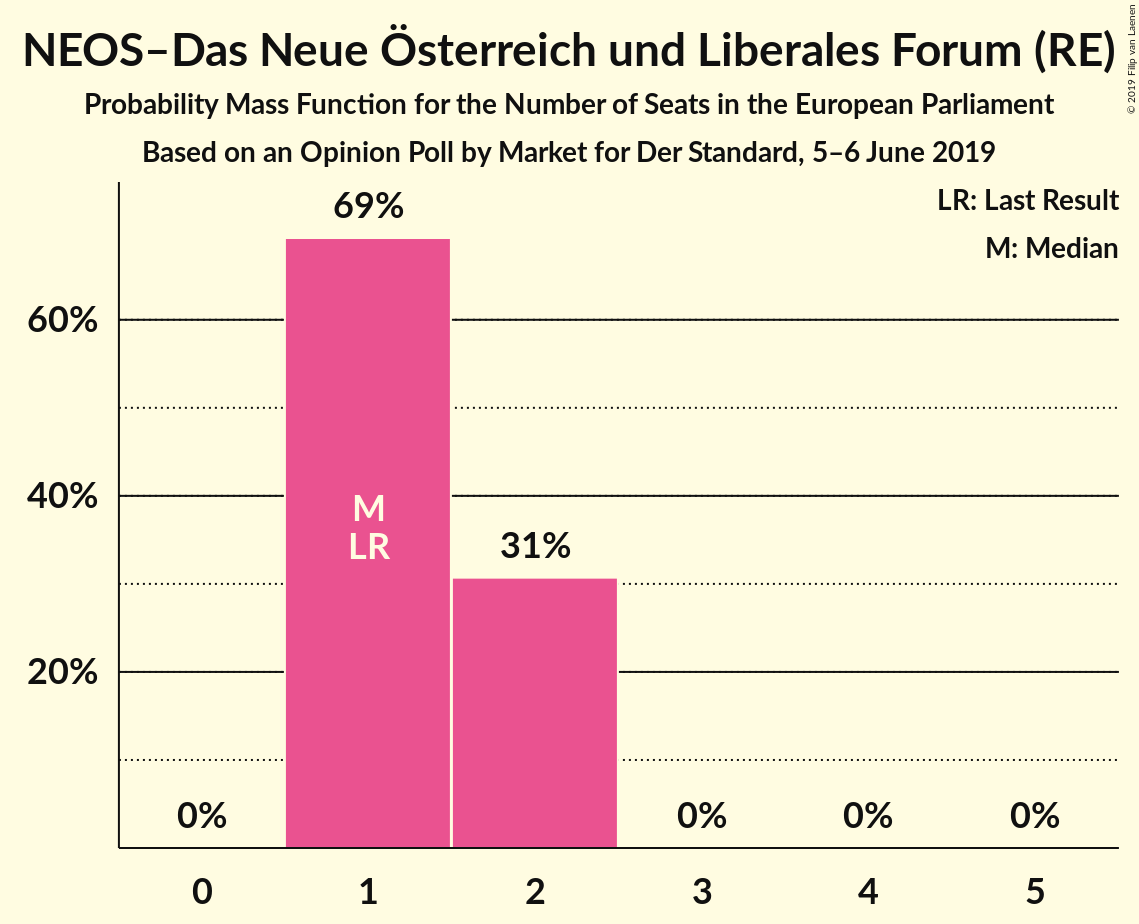 NEOS–Das Neue Österreich und Liberales Forum (RE)
Probability Mass Function for the Number of Seats in the European Parliament
Based on an Opinion Poll by Market for Der Standard, 5–6 June 2019
© 2019 Filip van Laenen
LR: Last Result
M: Median
69%
60%
40%
M
LR
31%
20%
0%
0%
0%
0%
0
1
2
3
4
5